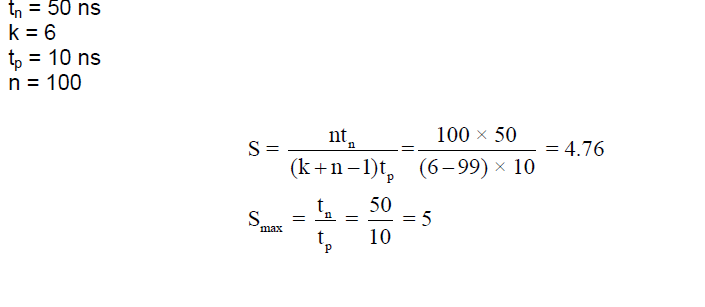 tn = 50 ns
k = 6
tp = 10 ns
n = 100
S = ntn / (k+n−1)tp = 100 × 50 / (6−99) × 10 = 4.76
Smax = tn / tp = 50 / 10 = 5